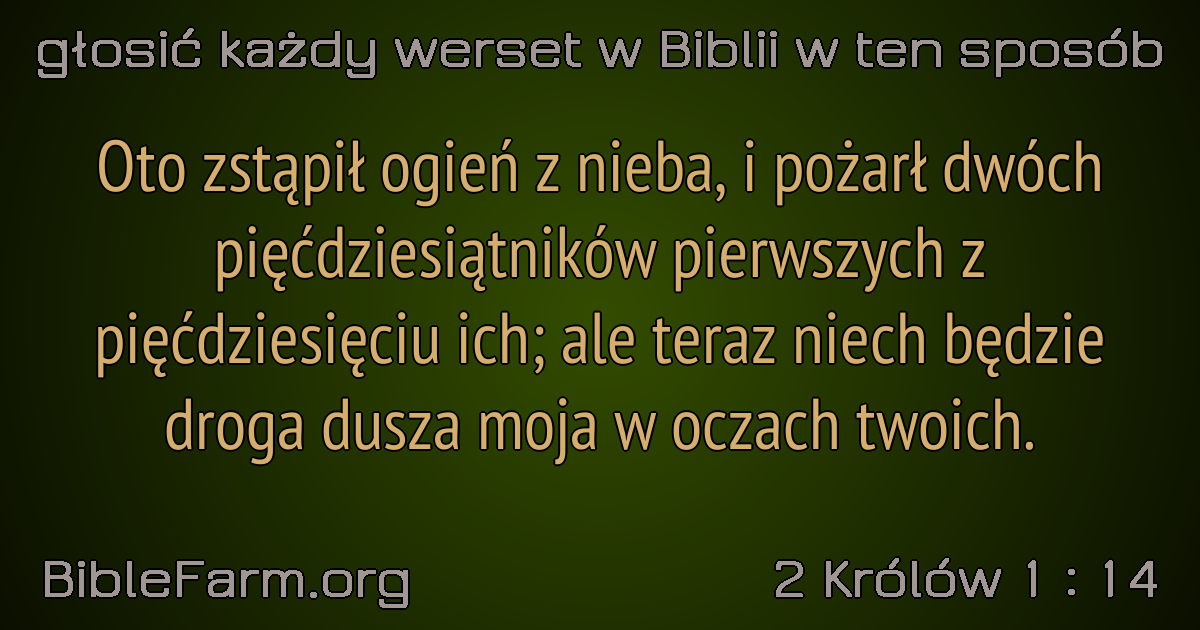 głosić każdy werset w Biblii w ten sposób
Oto zstąpił ogień z nieba, i pożarł dwóch
pięćdziesiątników pierwszych z
pięćdziesięciu ich; ale teraz niech będzie
droga dusza moja w oczach twoich.
BibleFarm.org
2 Królów 1 : 14